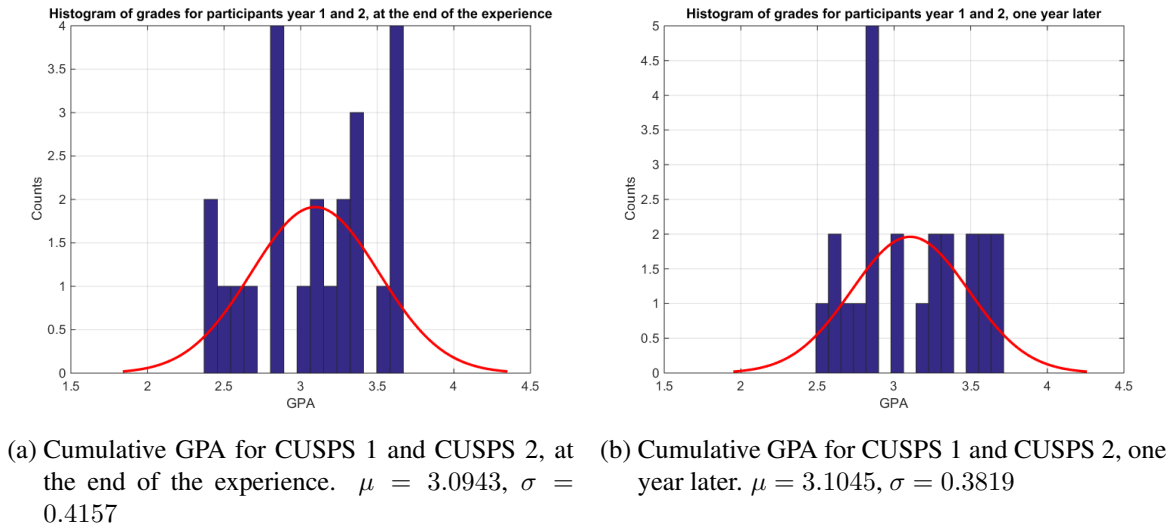 Histogram of grades for participants year 1 and 2, at the end of the experience
4
3.5
3
2.5
2
1.5
1
0.5
0
Counts
1.5 2 2.5 3 3.5 4 4.5
GPA
(a) Cumulative GPA for CUSPS 1 and CUSPS 2, at
the end of the experience. μ = 3.0943, σ =
0.4157
Histogram of grades for participants year 1 and 2, one year later
5
4.5
4
3.5
3
2.5
2
1.5
1
0.5
0
Counts
1.5 2 2.5 3 3.5 4 4.5
GPA
(b) Cumulative GPA for CUSPS 1 and CUSPS 2, one
year later. μ = 3.1045, σ = 0.3819